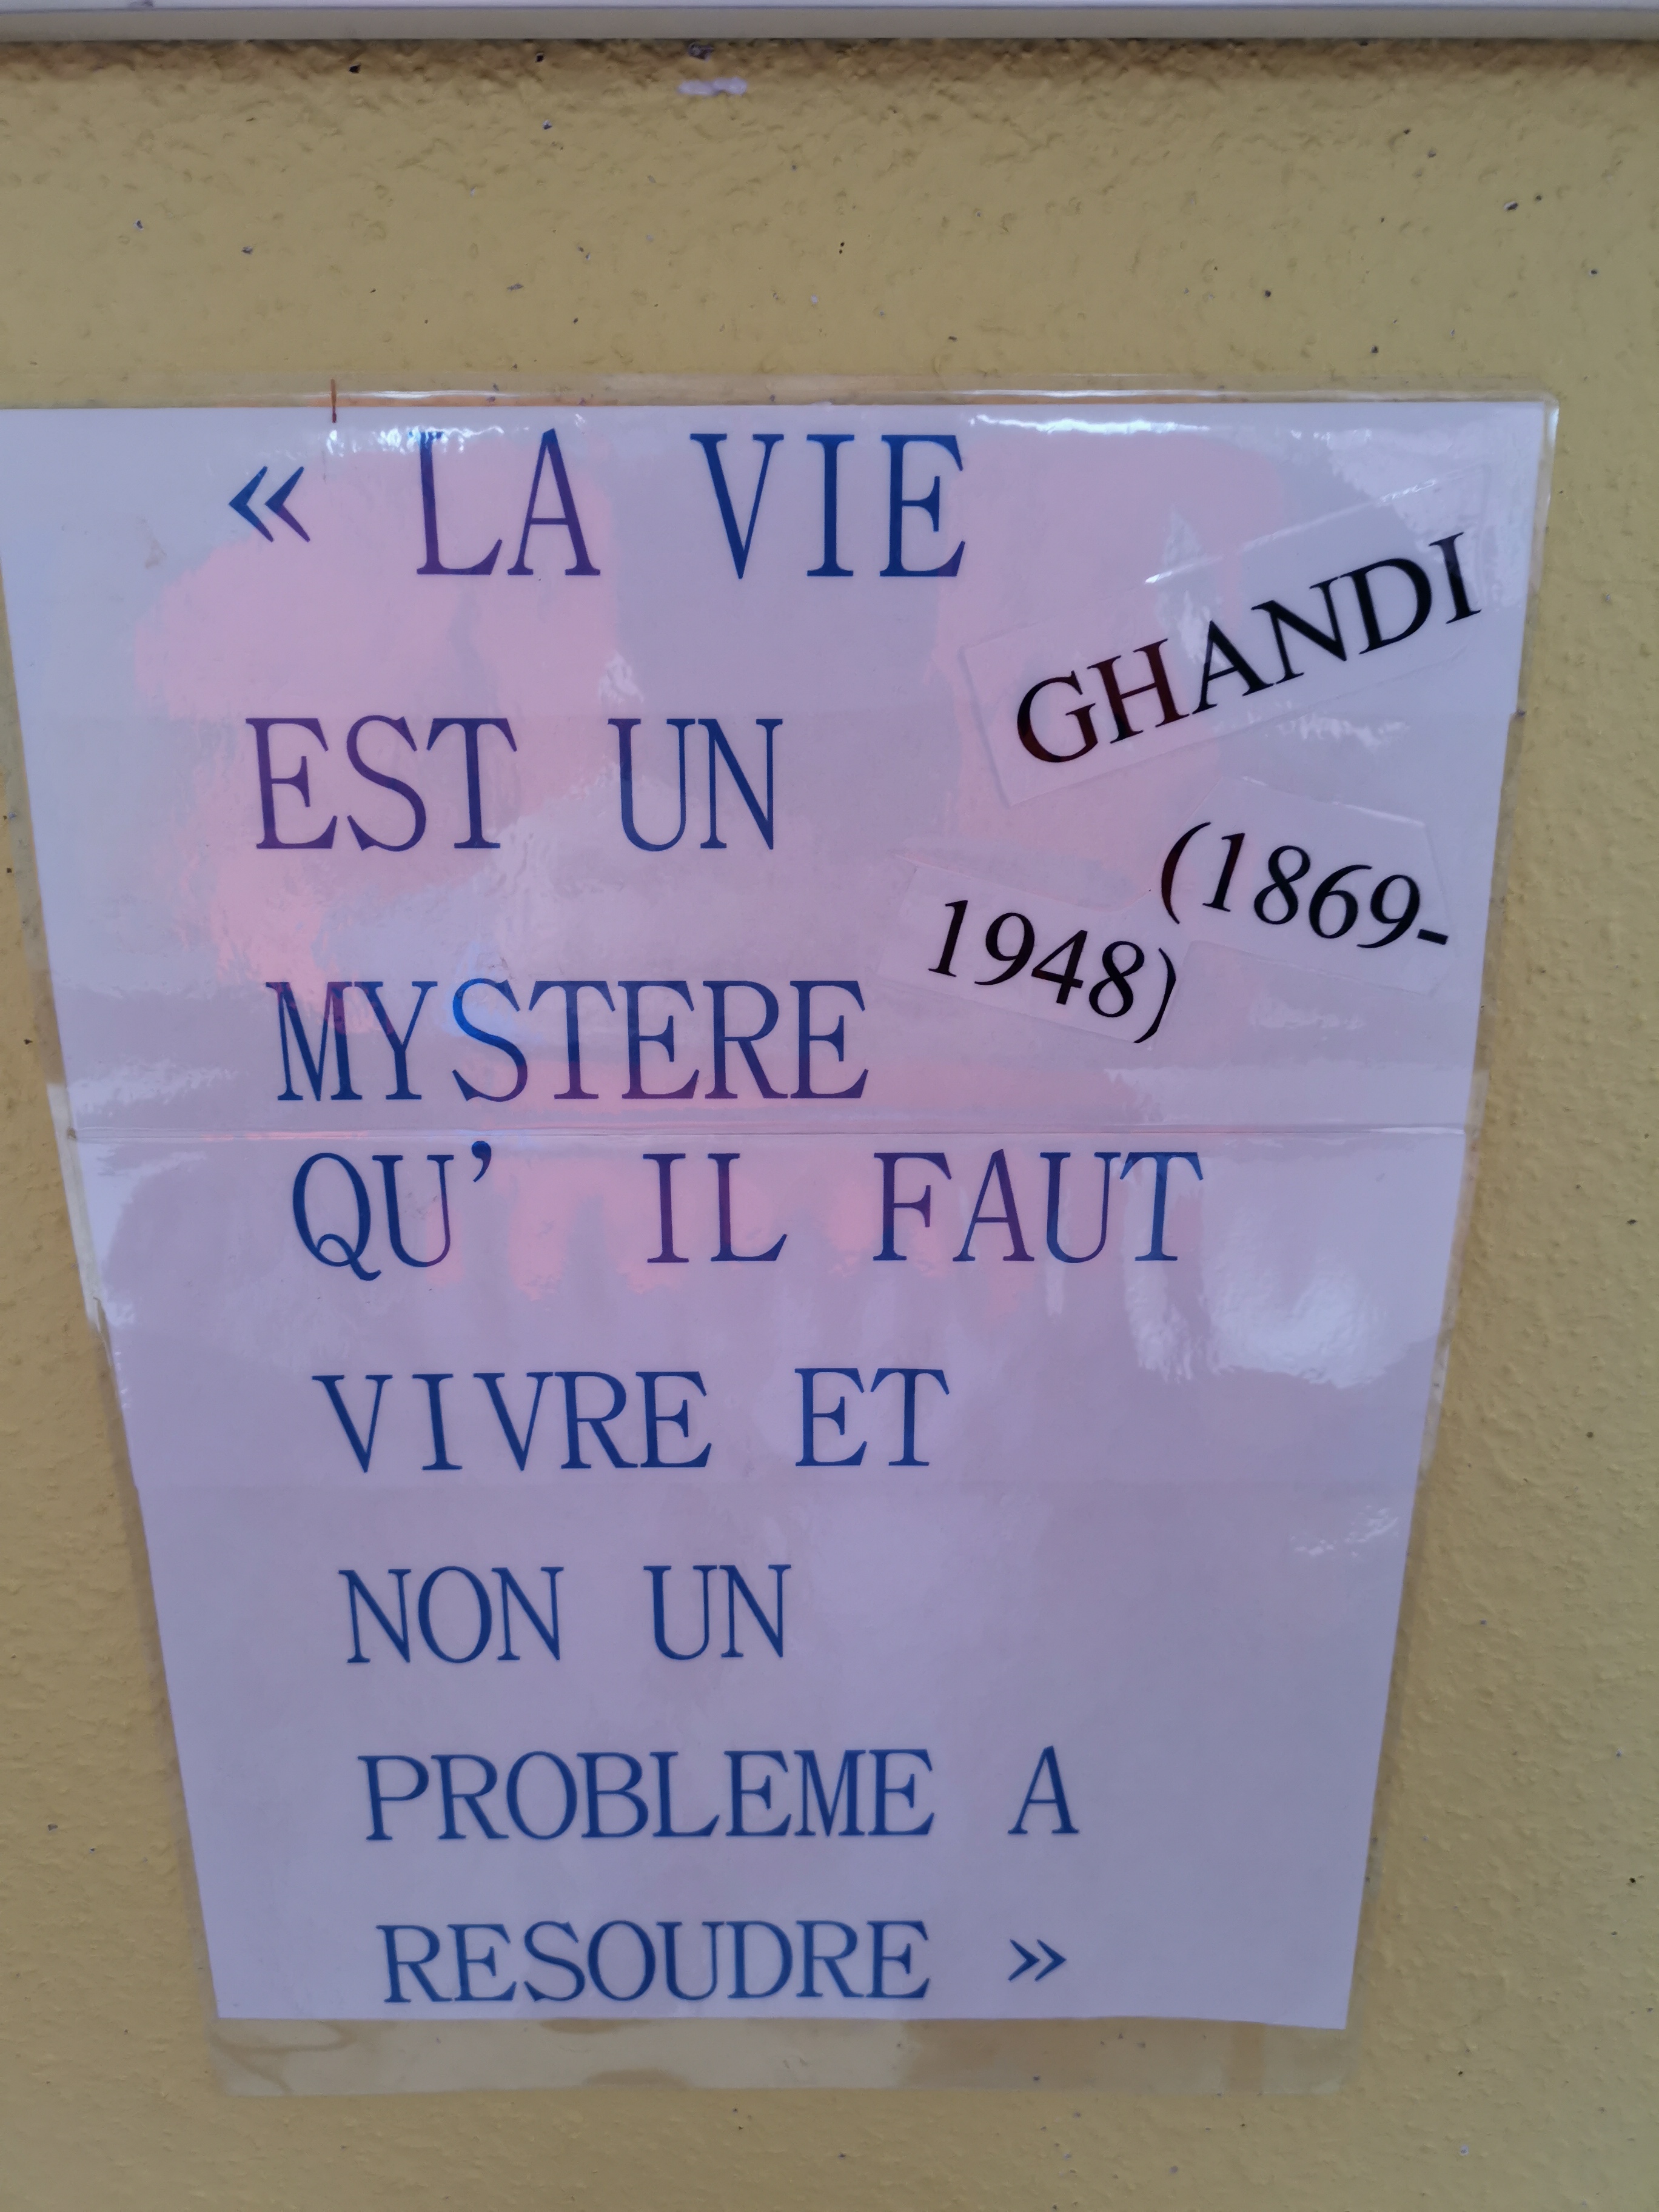 « LA VIE
GHANDI
EST UN
(1869-
1948)
MYSTERE
QU' IL FAUT
VIVRE ET
NON UN
PROBLEME A
RESOUDRE »